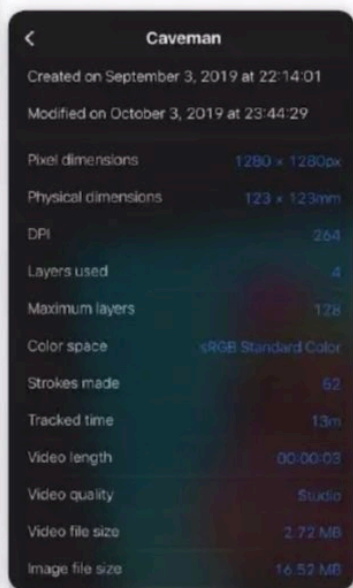 Caveman
Created on September 3, 2019 at 22:14:01
Modified on October 3, 2019 at 23:44:29
Pixel dimensions 1280 × 1280px
Physical dimensions 123 × 123mm
DPI 264
Layers used 4
Maximum layers 128
Color space sRGB Standard Color
Strokes made 62
Tracked time 13m
Video length 00:00:03
Video quality Studio
Video file size 2.72 MB
Image file size 16.52 MB